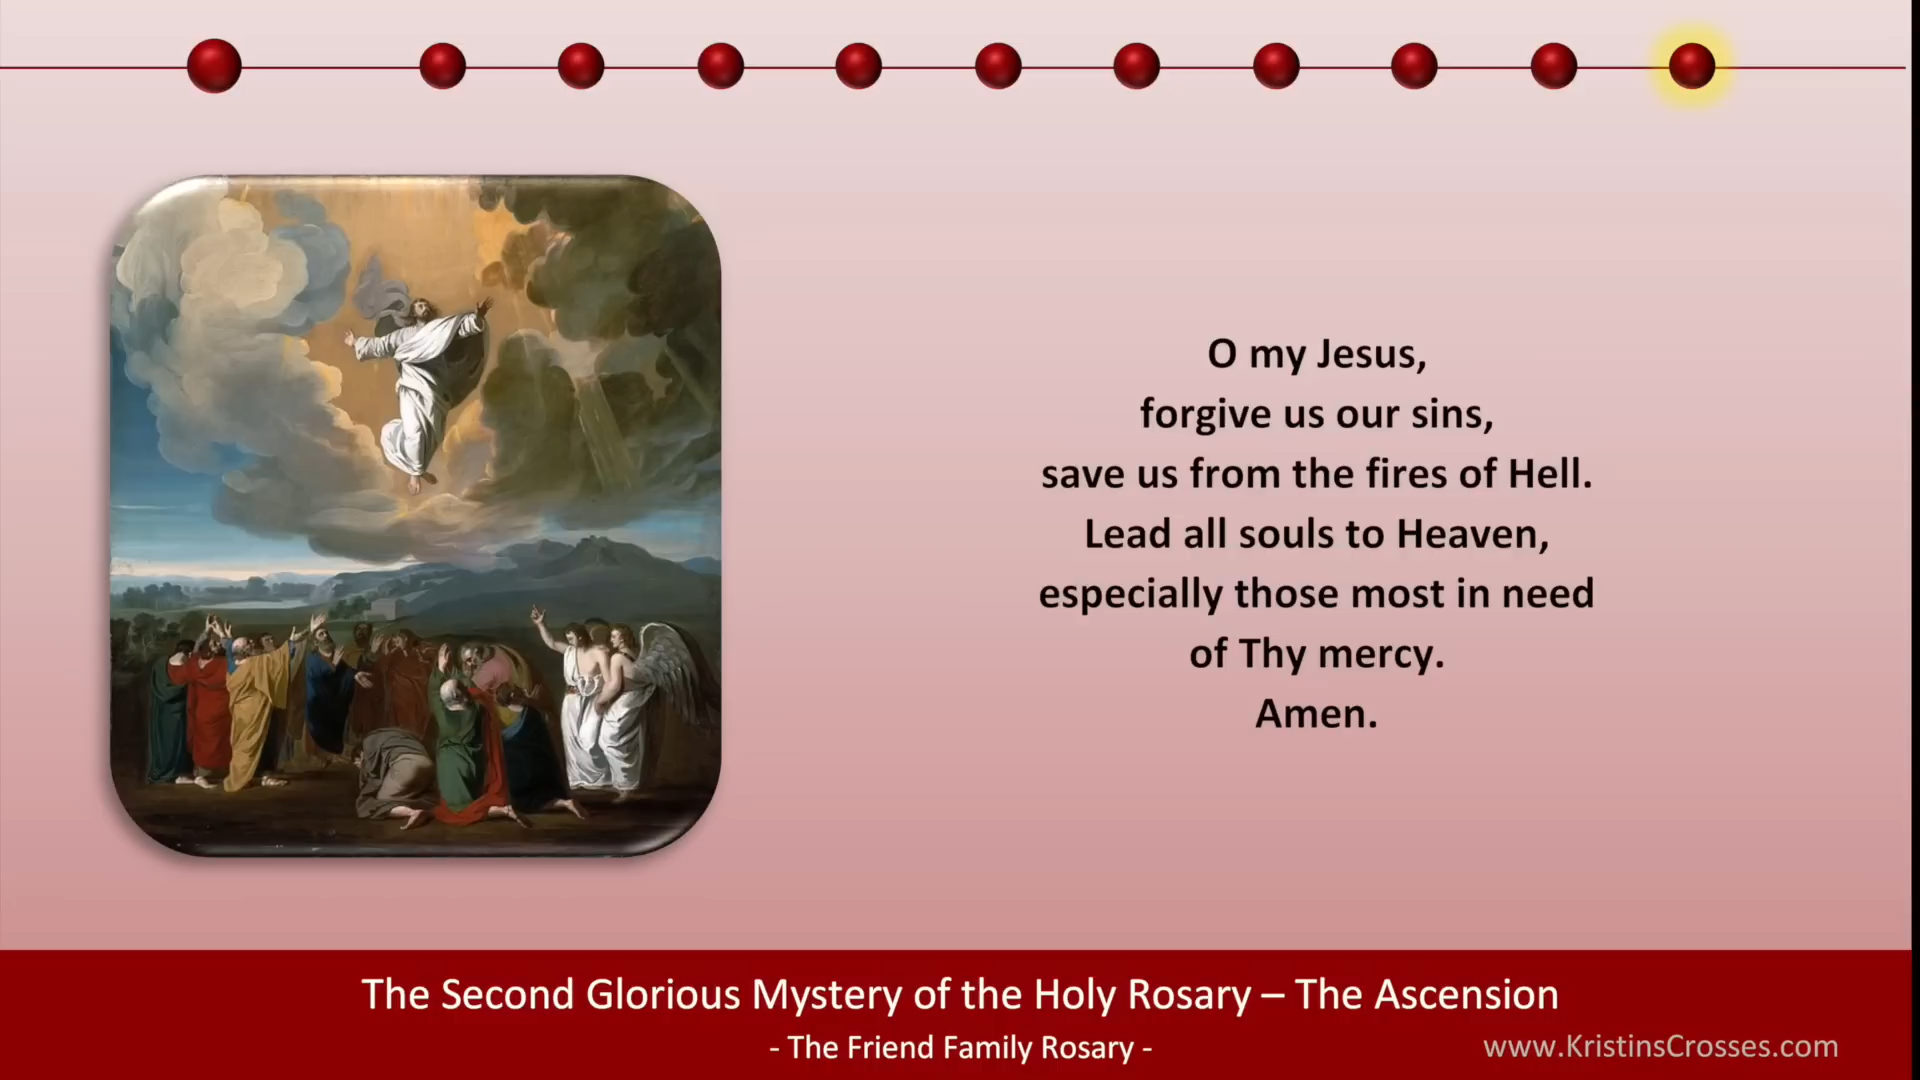 O my Jesus,
forgive us our sins,
save us from the fires of Hell.
Lead all souls to Heaven,
especially those most in need
of Thy mercy.
Amen.
The Second Glorious Mystery of the Holy Rosary – The Ascension
- The Friend Family Rosary -
www.KristinsCrosses.com